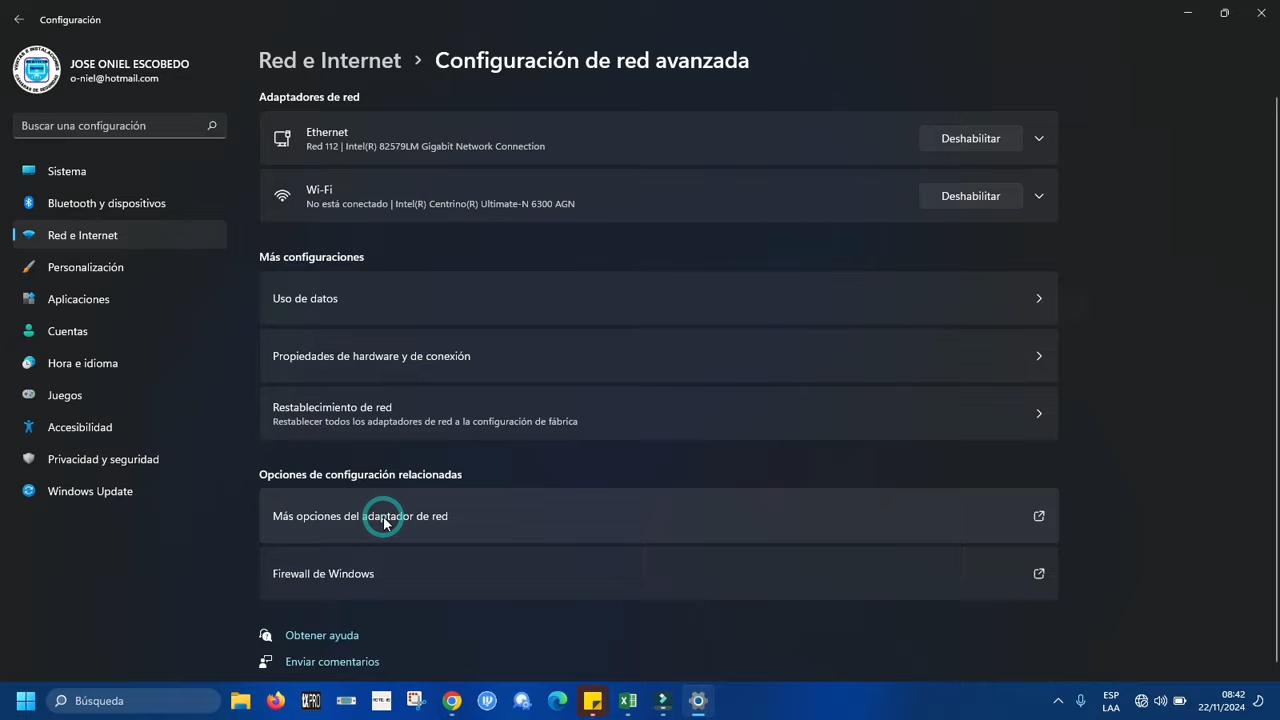 Configuración
JOSE ONIEL ESCOBEDO
o-niel@hotmail.com
Buscar una configuración
Sistema
Bluetooth y dispositivos
Red e Internet
Personalización
Aplicaciones
Cuentas
Hora e idioma
Juegos
Accesibilidad
Privacidad y seguridad
Windows Update
Red e Internet > Configuración de red avanzada
Adaptadores de red
Ethernet
Red 112 | Intel(R) 82579LM Gigabit Network Connection
Deshabilitar
Wi-Fi
No está conectado | Intel(R) Centrino(R) Ultimate-N 6300 AGN
Deshabilitar
Más configuraciones
Uso de datos
Propiedades de hardware y de conexión
Restablecimiento de red
Restablecer todos los adaptadores de red a la configuración de fábrica
Opciones de configuración relacionadas
Más opciones del adaptador de red
Firewall de Windows
Obtener ayuda
Enviar comentarios
Búsqueda
ESP
LAA
08:42
22/11/2024